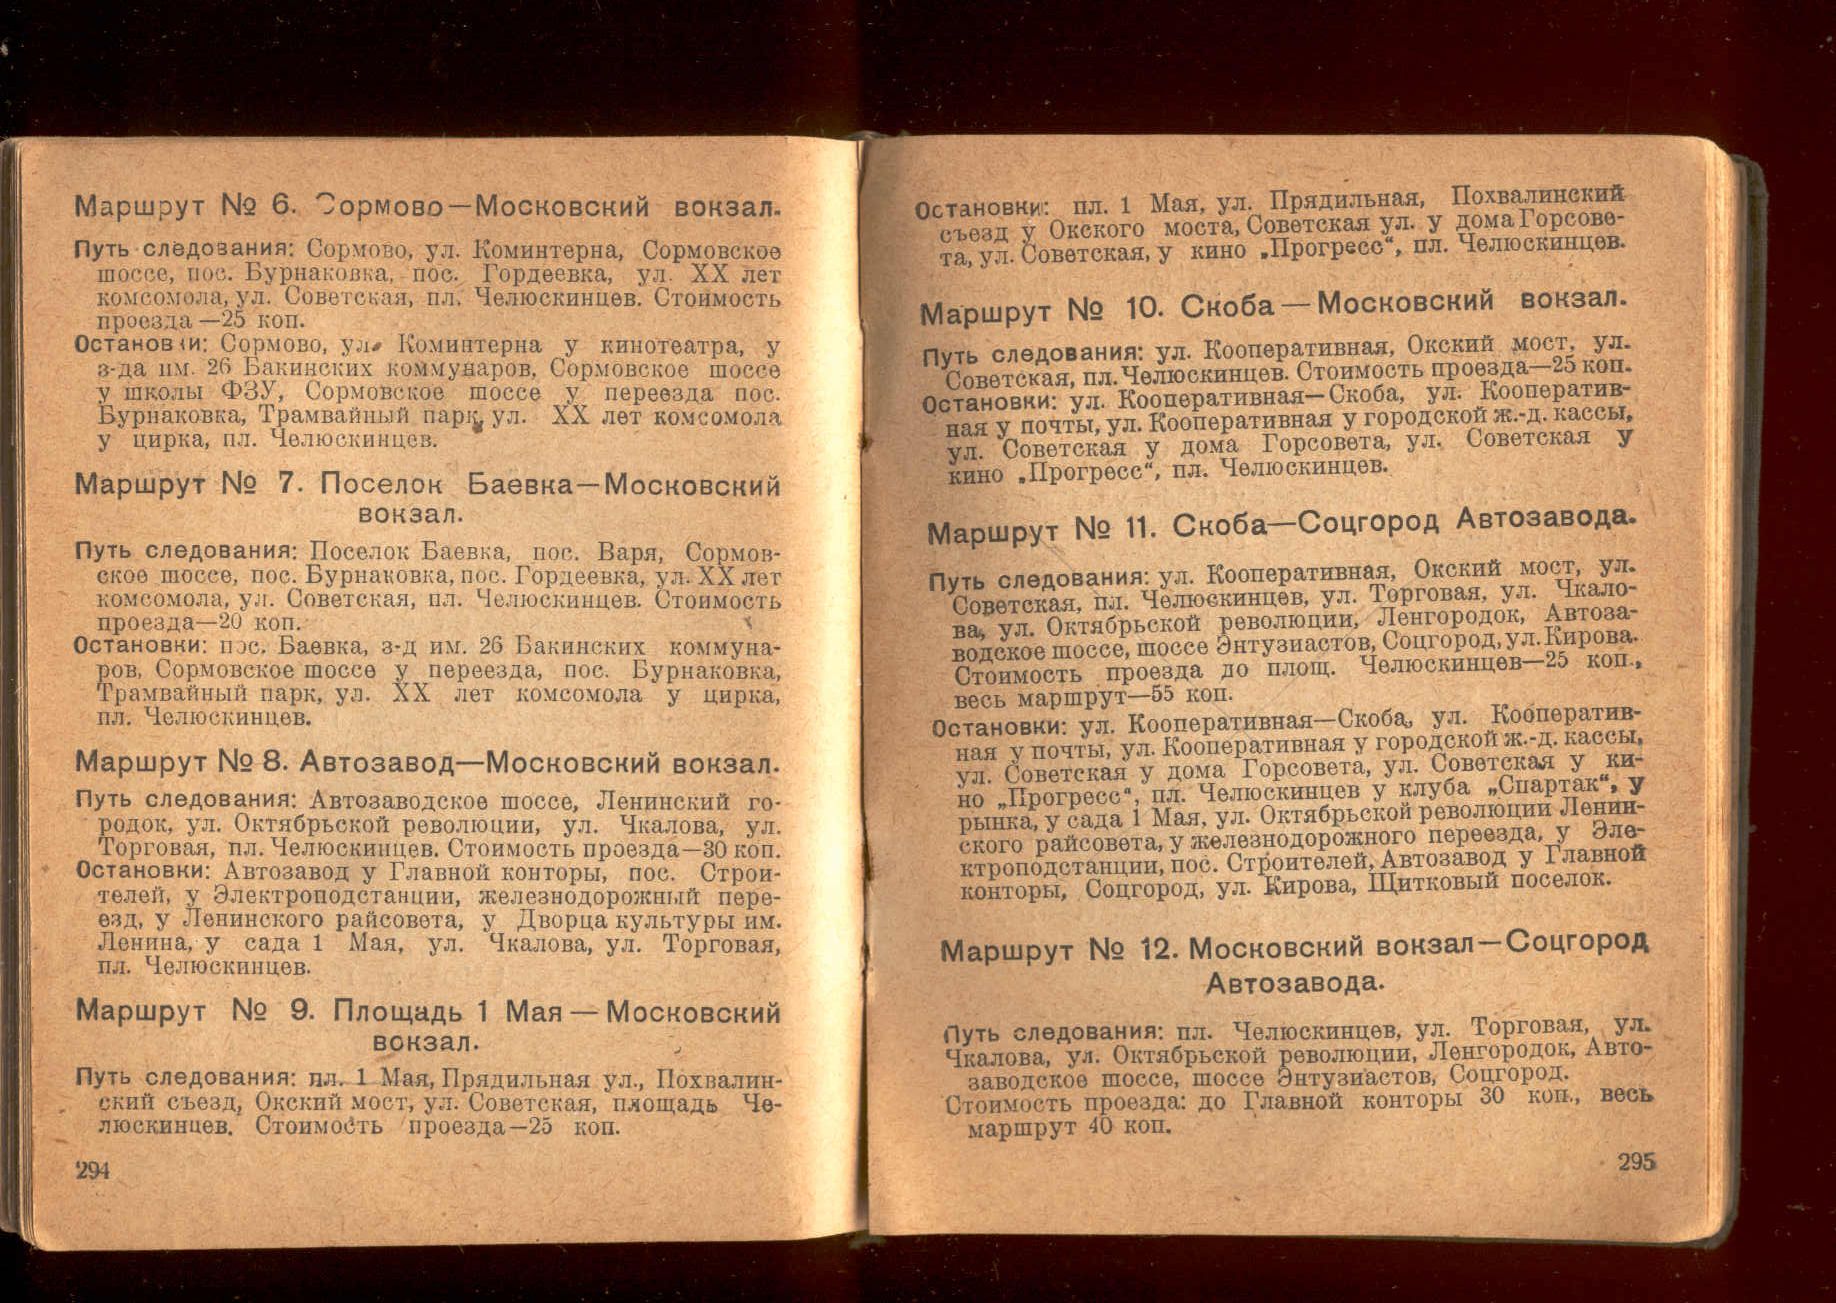 Маршрут № 6. Сормово—Московский вокзал.
Путь следования: Сормово, ул. Коминтерна, Сормовское
шоссе, пос. Бурнаковка, пос. Гордеевка, ул. XX лет
комсомола, ул. Советская, пл. Челюскинцев. Стоимость
проезда—25 коп.
Остановки: Сормово, ул. Коминтерна у кинотеатра, у
з-да им. 26 Бакинских коммунаров, Сормовское шоссе
у школы ФЗУ, Сормовское шоссе у переезда пос.
Бурнаковка, Трамвайный парк, ул. XX лет комсомола
у цирка, пл. Челюскинцев.
Маршрут № 7. Поселок Баевка—Московский
вокзал.
Путь следования: Поселок Баевка, пос. Варя, Сормов-
ское шоссе, пос. Бурнаковка, пос. Гордеевка, ул. XX лет
комсомола, ул. Советская, пл. Челюскинцев. Стоимость
проезда—20 коп.
Остановки: пос. Баевка, з-д им. 26 Бакинских коммуна-
ров, Сормовское шоссе у переезда, пос. Бурнаковка,
Трамвайный парк, ул. XX лет комсомола у цирка,
пл. Челюскинцев.
Маршрут № 8. Автозавод—Московский вокзал.
Путь следования: Автозаводское шоссе, Ленинский го-
родок, ул. Октябрьской революции, ул. Чкалова, ул.
Торговая, пл. Челюскинцев. Стоимость проезда—30 коп.
Остановки: Автозавод у Главной конторы, пос. Строи-
телей, у Электроподстанции, железнодорожный пере-
езд, у Ленинского райсовета, у Дворца культуры им.
Ленина, у сада 1 Мая, ул. Чкалова, ул. Торговая,
пл. Челюскинцев.
Маршрут № 9. Площадь 1 Мая — Московский
вокзал.
Путь следования: пл. 1 Мая, Прядильная ул., Похвалин-
ский съезд, Окский мост, ул. Советская, площадь Че-
люскинцев. Стоимость проезда—25 коп.
294
Остановки: пл. 1 Мая, ул. Прядильная, Похвалинский
съезд у Окского моста, Советская ул. у дома Горсове-
та, ул. Советская, у кино „Прогресс“, пл. Челюскинцев.
Маршрут № 10. Скоба — Московский вокзал.
Путь следования: ул. Кооперативная, Окский мост, ул.
Советская, пл. Челюскинцев. Стоимость проезда—25 коп.
Остановки: ул. Кооперативная—Скоба, ул. Кооператив-
ная у почты, ул. Кооперативная у городской ж.-д. кассы,
ул. Советская у дома Горсовета, ул. Советская у
кино „Прогресс“, пл. Челюскинцев.
Маршрут № 11. Скоба—Соцгород Автозавода.
Путь следования: ул. Кооперативная, Окский мост, ул.
Советская, пл. Челюскинцев, ул. Торговая, ул. Чкало-
ва, ул. Октябрьской революции, Ленгородок, Автоза-
водское шоссе, шоссе Энтузиастов, Соцгород, ул. Кирова.
Стоимость проезда до площ. Челюскинцев—25 коп.,
весь маршрут—55 коп.
Остановки: ул. Кооперативная—Скоба, ул. Кооператив-
ная у почты, ул. Кооперативная у городской ж.-д. кассы,
ул. Советская у дома Горсовета, ул. Советская у ки-
но „Прогресс“, пл. Челюскинцев у клуба „Спартак“, у
рынка, у сада 1 Мая, ул. Октябрьской революции Ленин-
ского райсовета, у железнодорожного переезда, у Эле-
ктроподстанции, пос. Строителей, Автозавод у Главной
конторы, Соцгород, ул. Кирова, Щитковый поселок.
Маршрут № 12. Московский вокзал—Соцгород
Автозавода.
Путь следования: пл. Челюскинцев, ул. Торговая, ул.
Чкалова, ул. Октябрьской революции, Ленгородок, Авто-
заводское шоссе, шоссе Энтузиастов, Соцгород.
Стоимость проезда: до Главной конторы 30 коп., весь
маршрут 40 коп.
295